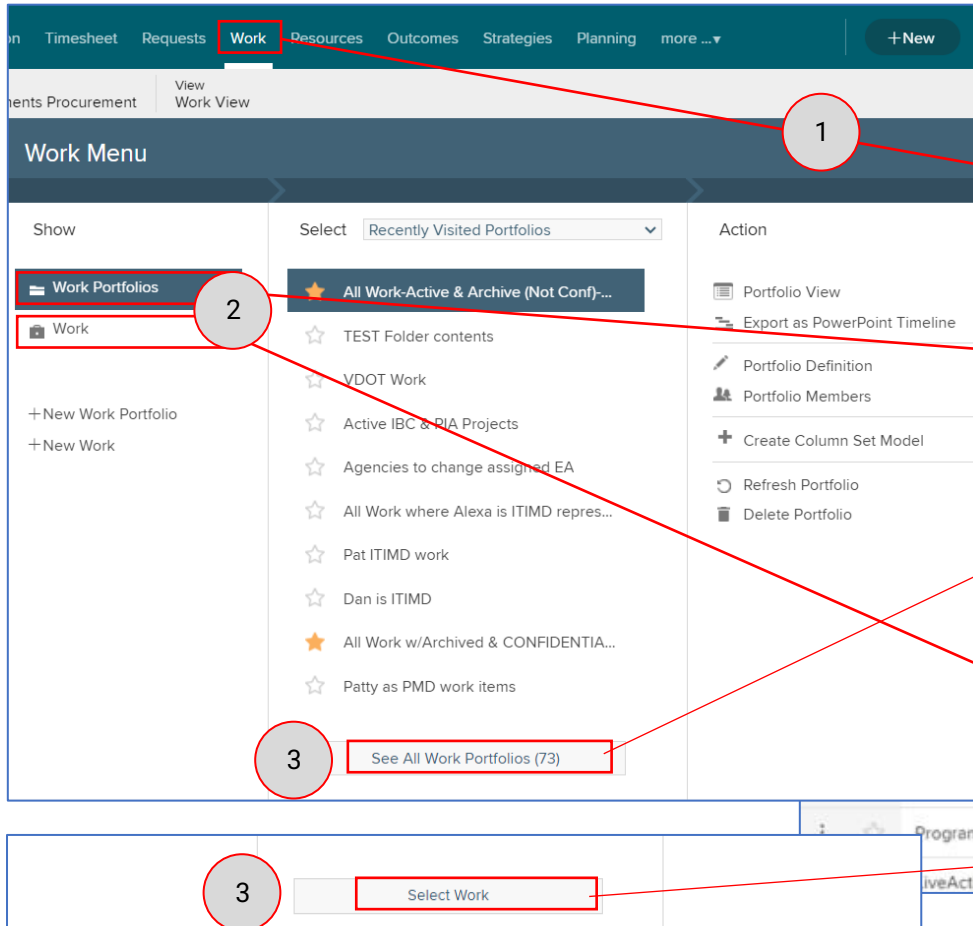 on Timesheet Requests Work Resources Outcomes Strategies Planning more ...▾ +New
View
ents Procurement Work View
1
Work Menu
Show
Work Portfolios
2
Work
+New Work Portfolio
+New Work
Select Recently Visited Portfolios
All Work-Active & Archive (Not Conf)-...
TEST Folder contents
VDOT Work
Active IBC & PIA Projects
Agencies to change assigned EA
All Work where Alexa is ITIMD repres...
Pat ITIMD work
Dan is ITIMD
All Work w/Archived & CONFIDENTIA...
Patty as PMD work items
3
See All Work Portfolios (73)
Action
Portfolio View
Export as PowerPoint Timeline
Portfolio Definition
Portfolio Members
Create Column Set Model
Refresh Portfolio
Delete Portfolio
Program
iveAct
3
Select Work